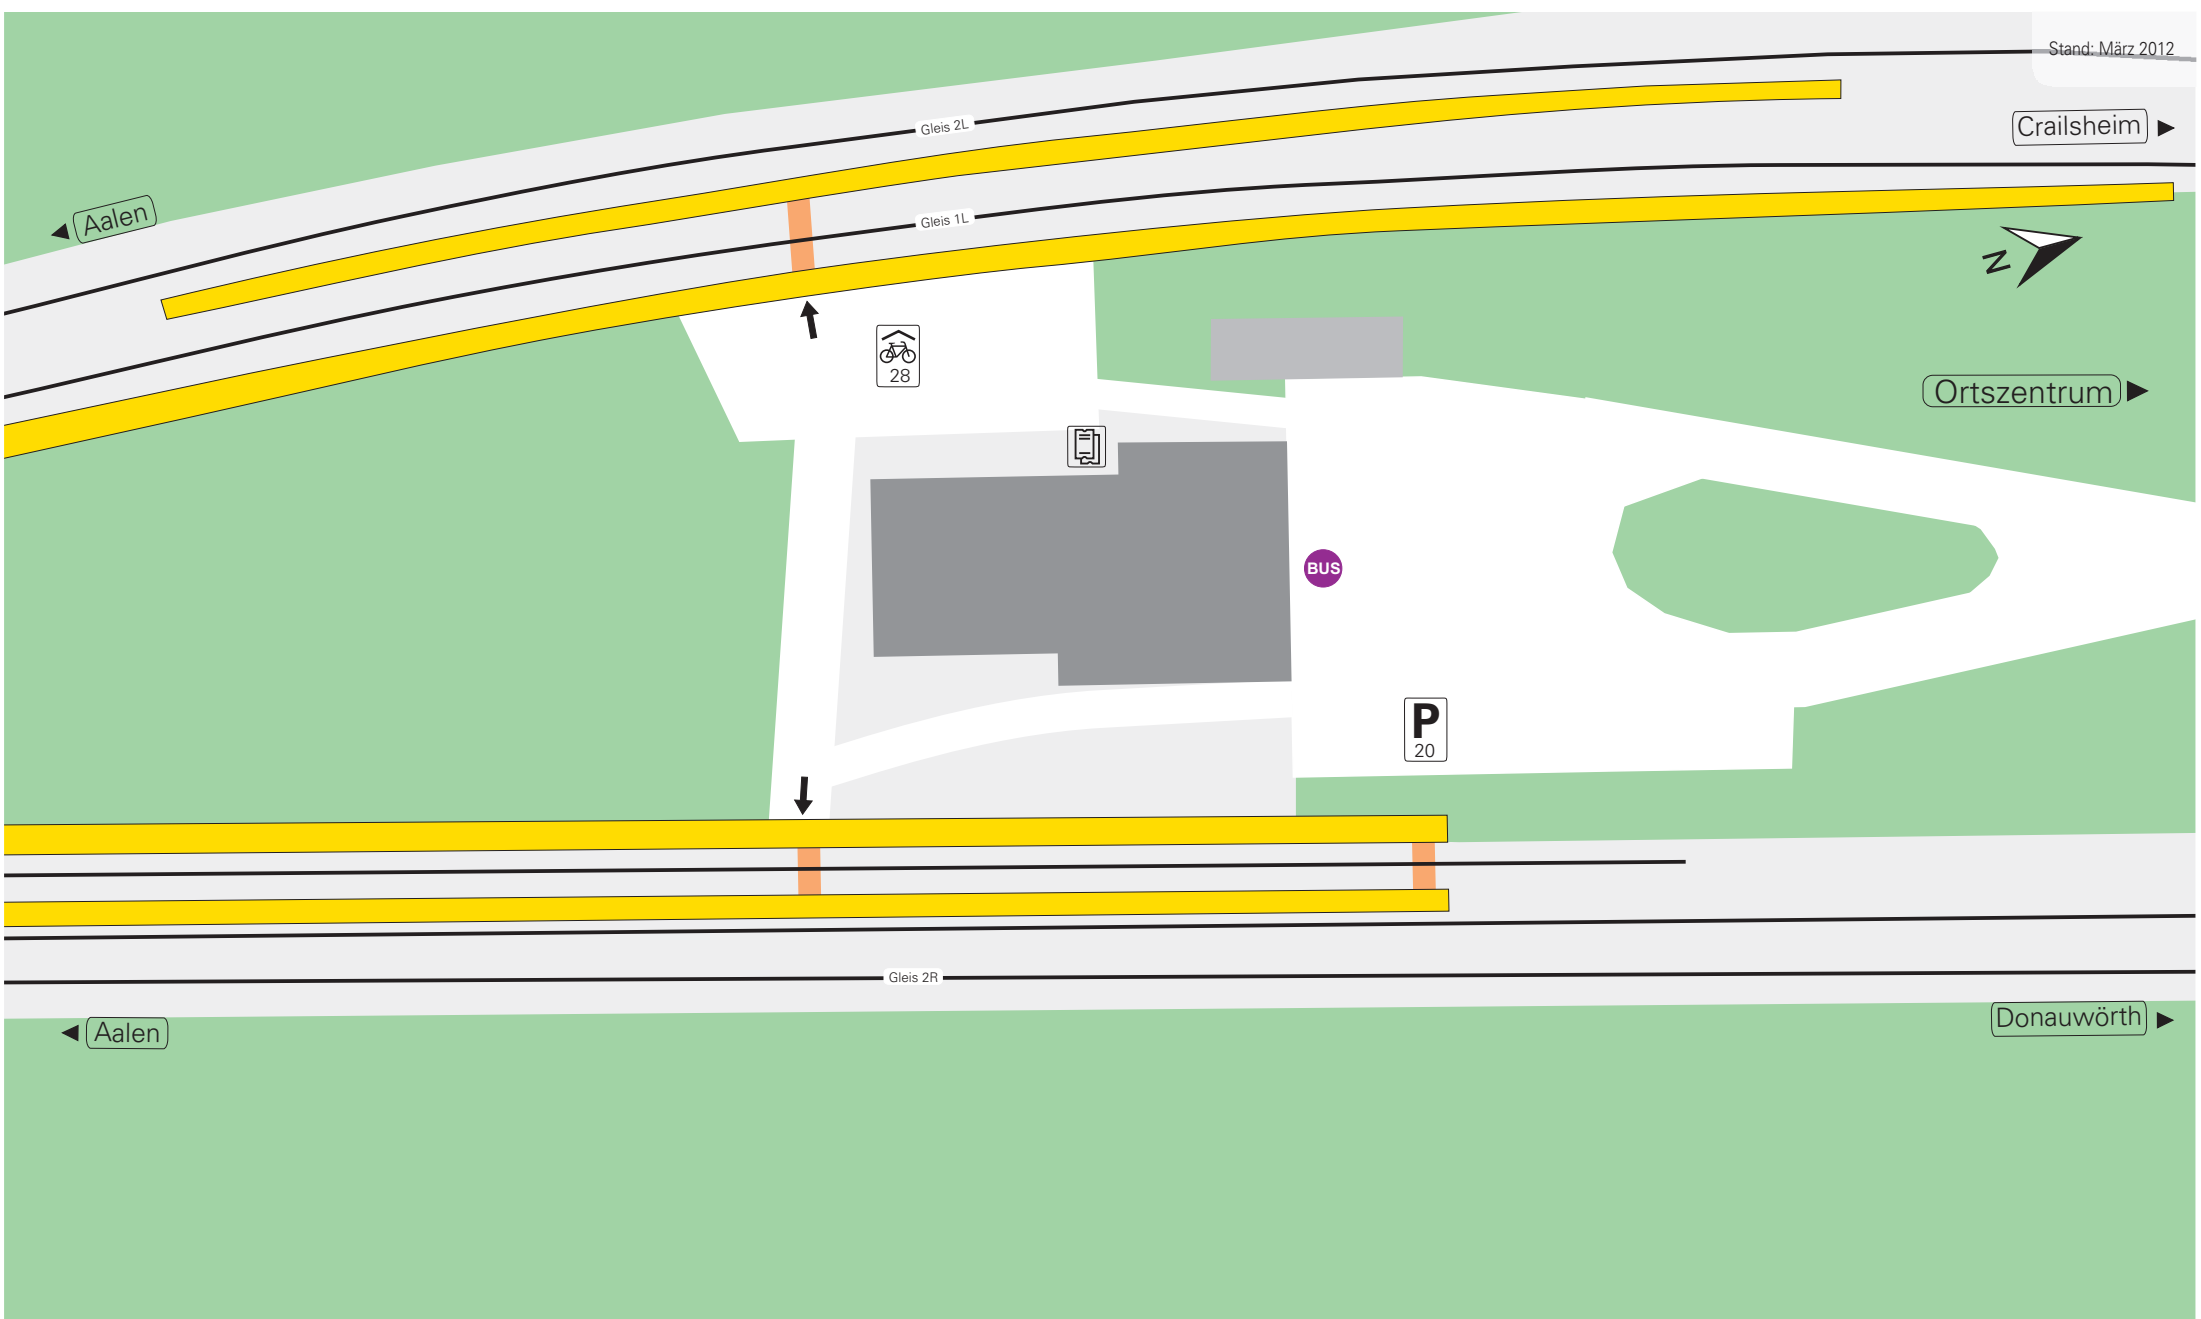 Stand: März 2012
Gleis 2L
Crailsheim
Aalen
Gleis 1L
N
28
Ortszentrum
BUS
P
20
Gleis 2R
Aalen
Donauwörth